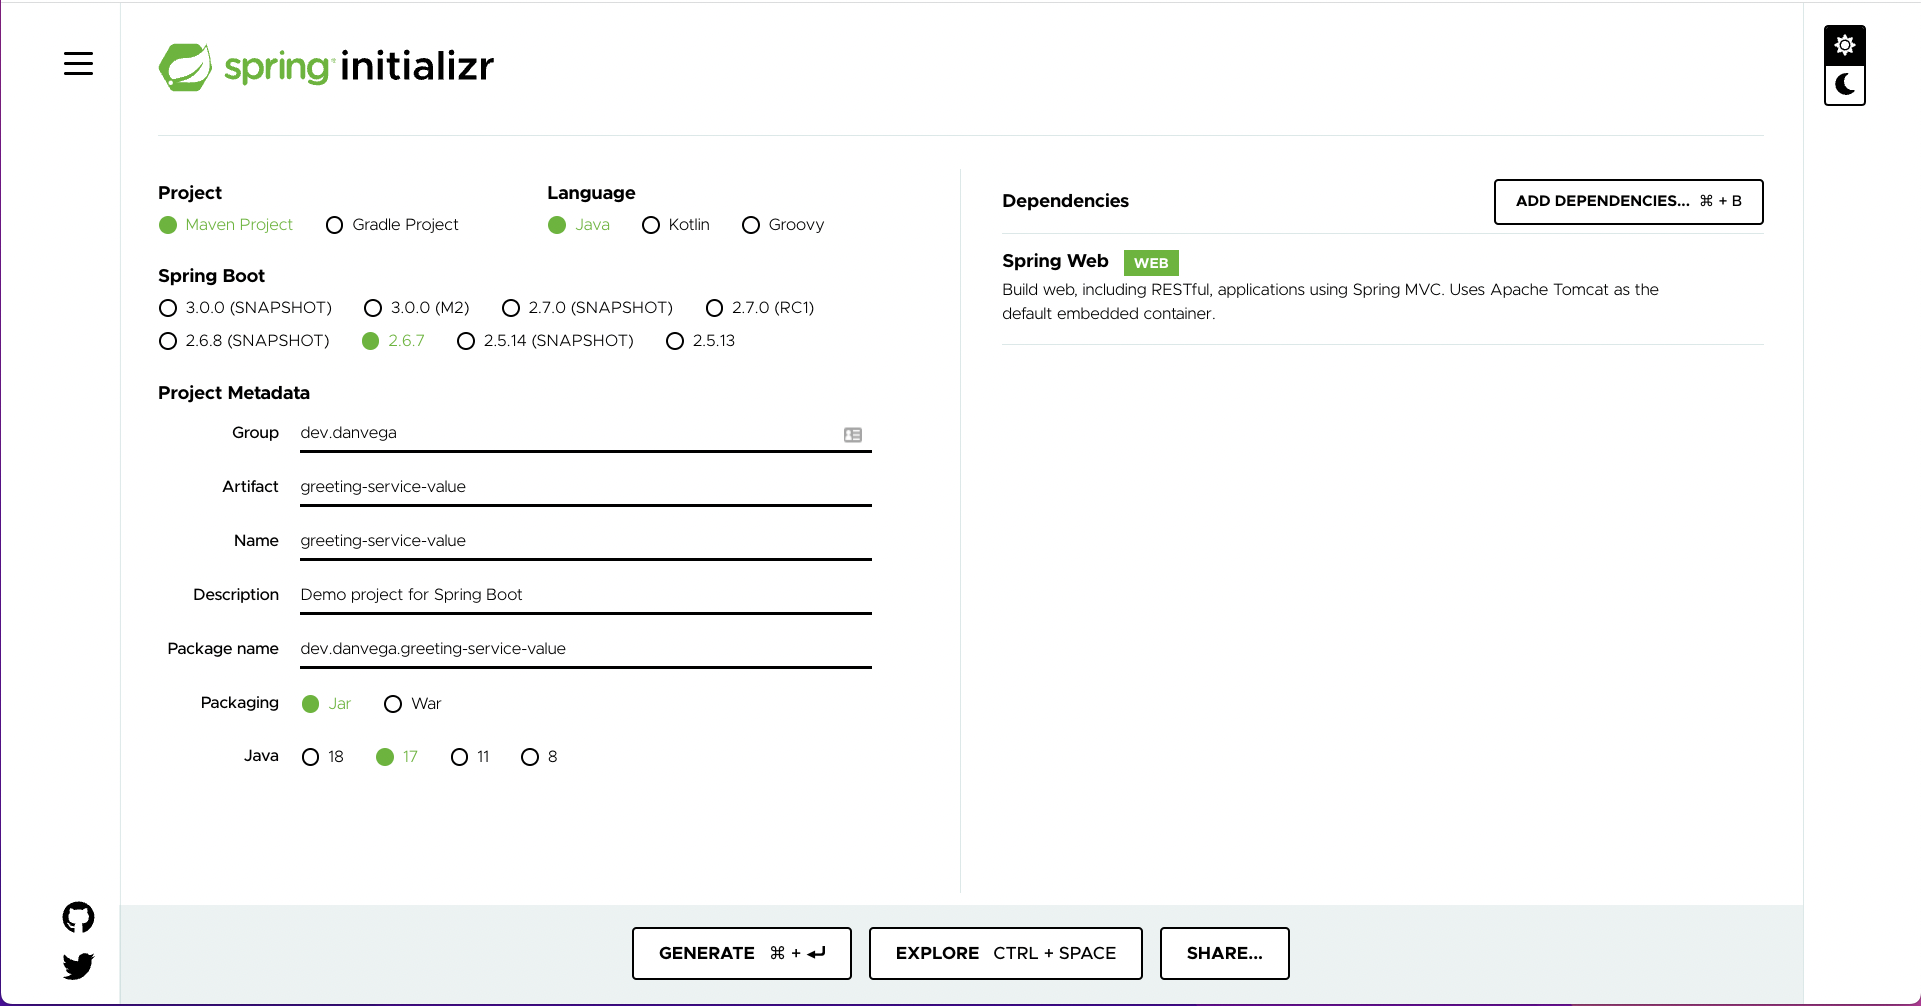 spring initializr
Project
Maven Project Gradle Project
Language
Java Kotlin Groovy
Spring Boot
3.0.0 (SNAPSHOT) 3.0.0 (M2) 2.7.0 (SNAPSHOT) 2.7.0 (RC1)
2.6.8 (SNAPSHOT) 2.6.7 2.5.14 (SNAPSHOT) 2.5.13
Project Metadata
Group dev.danvega
Artifact greeting-service-value
Name greeting-service-value
Description Demo project for Spring Boot
Package name dev.danvega.greeting-service-value
Packaging Jar War
Java 18 17 11 8
Dependencies
ADD DEPENDENCIES... ⌘ + B
Spring Web WEB
Build web, including RESTful, applications using Spring MVC. Uses Apache Tomcat as the
default embedded container.
GENERATE ⌘ + ⏎
EXPLORE CTRL + SPACE
SHARE...